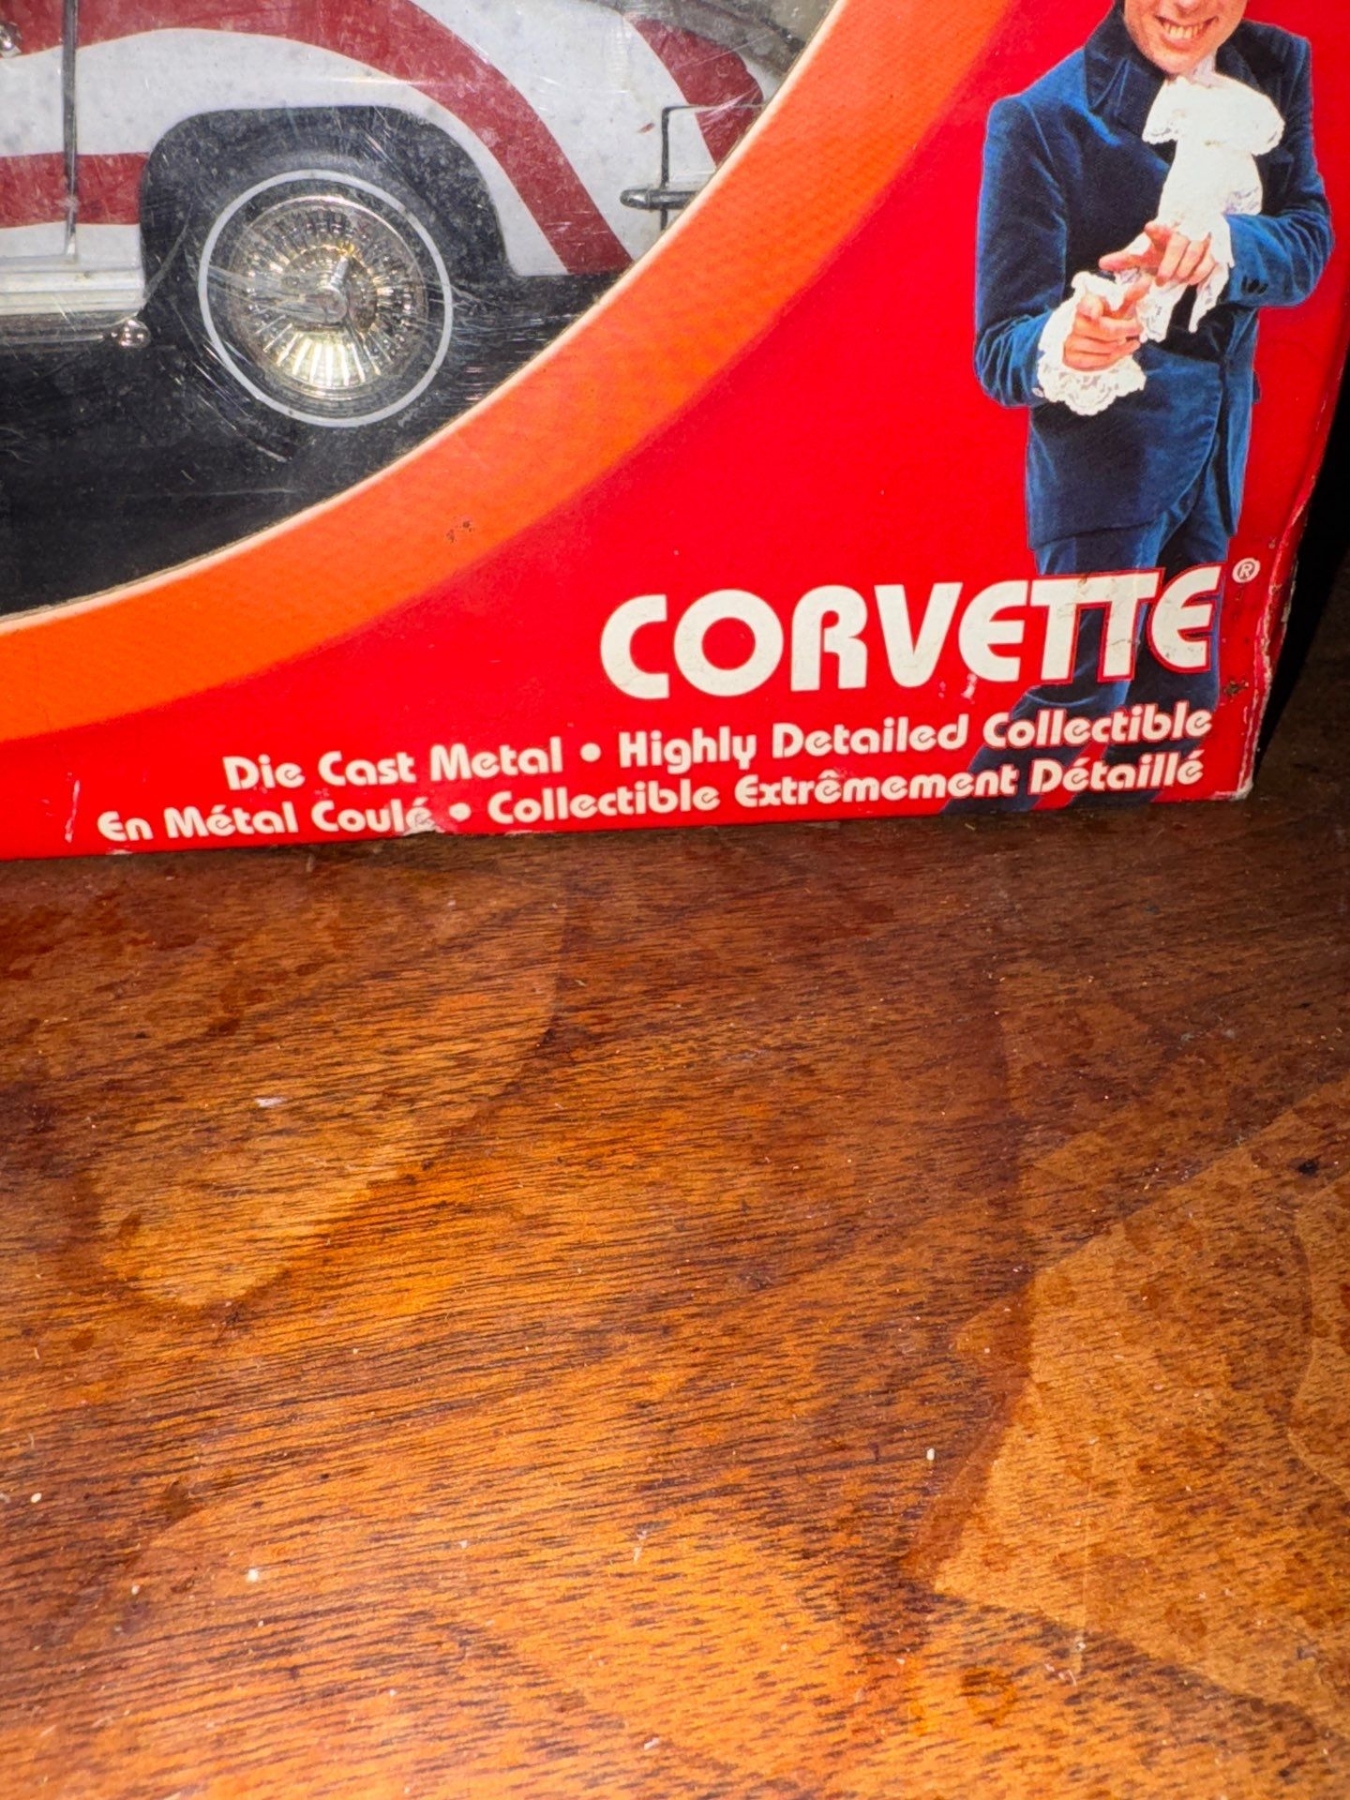 CORVETTE®
Die Cast Metal • Highly Detailed Collectible
En Métal Coulé • Collectible Extrêmement Détaillé